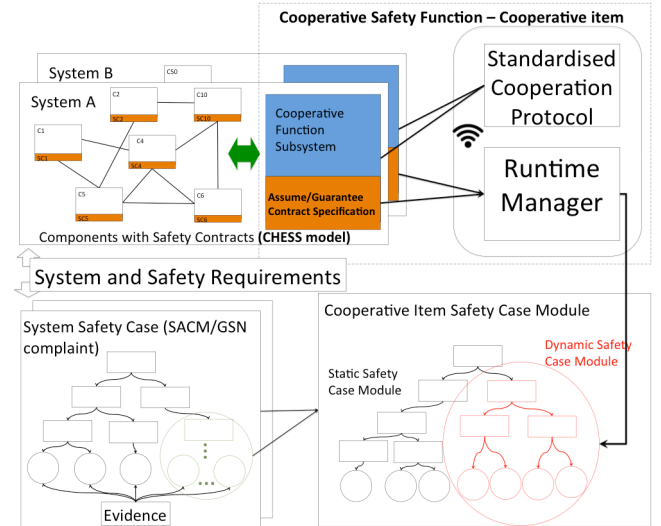 Cooperative Safety Function – Cooperative item
System B
C50
System A
C2
SC2
C10
SC10
C1
SC1
C4
SC4
C5
SC5
C6
SC6
Cooperative
Function
Subsystem
Assume/Guarantee
Contract Specification
Components with Safety Contracts (CHESS model)
Standardised
Cooperation
Protocol
Runtime
Manager
System and Safety Requirements
System Safety Case (SACM/GSN
complaint)
Evidence
Cooperative Item Safety Case Module
Static Safety
Case Module
Dynamic Safety
Case Module